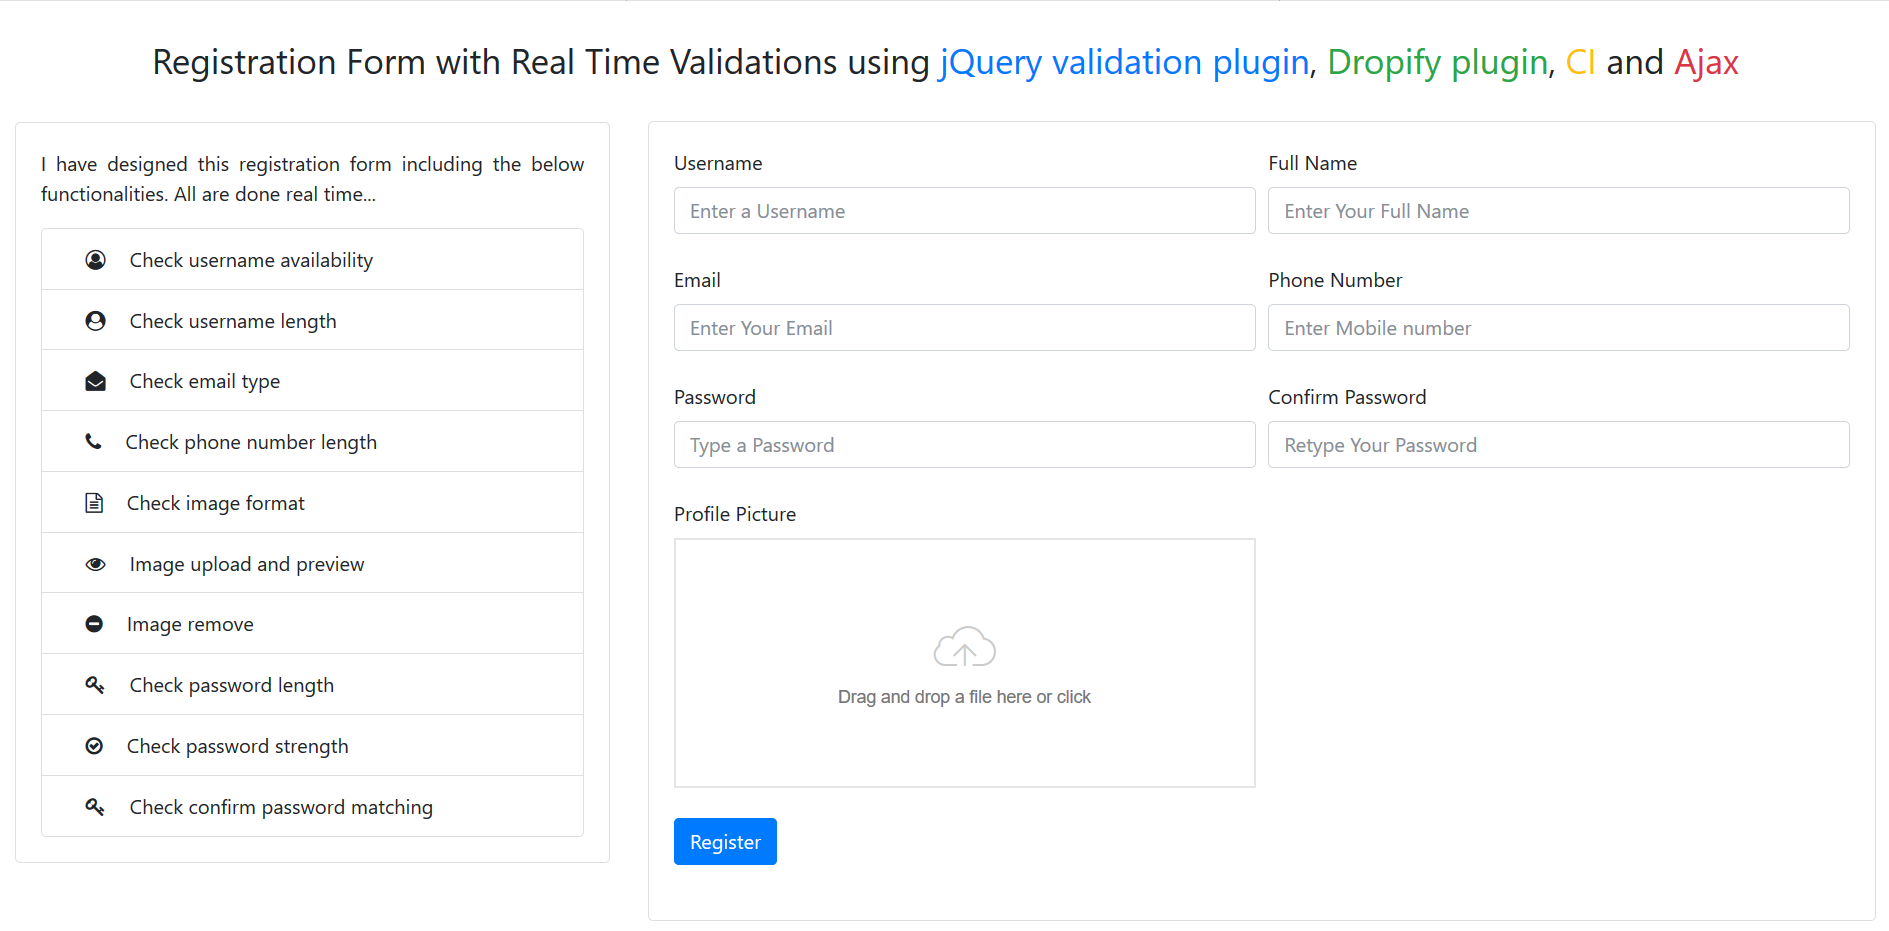 Registration Form with Real Time Validations using jQuery validation plugin, Dropify plugin, CI and Ajax
I have designed this registration form including the below
functionalities. All are done real time...
Check username availability
Check username length
Check email type
Check phone number length
Check image format
Image upload and preview
Image remove
Check password length
Check password strength
Check confirm password matching
Username
Enter a Username
Full Name
Enter Your Full Name
Email
Enter Your Email
Phone Number
Enter Mobile number
Password
Type a Password
Confirm Password
Retype Your Password
Profile Picture
Drag and drop a file here or click
Register